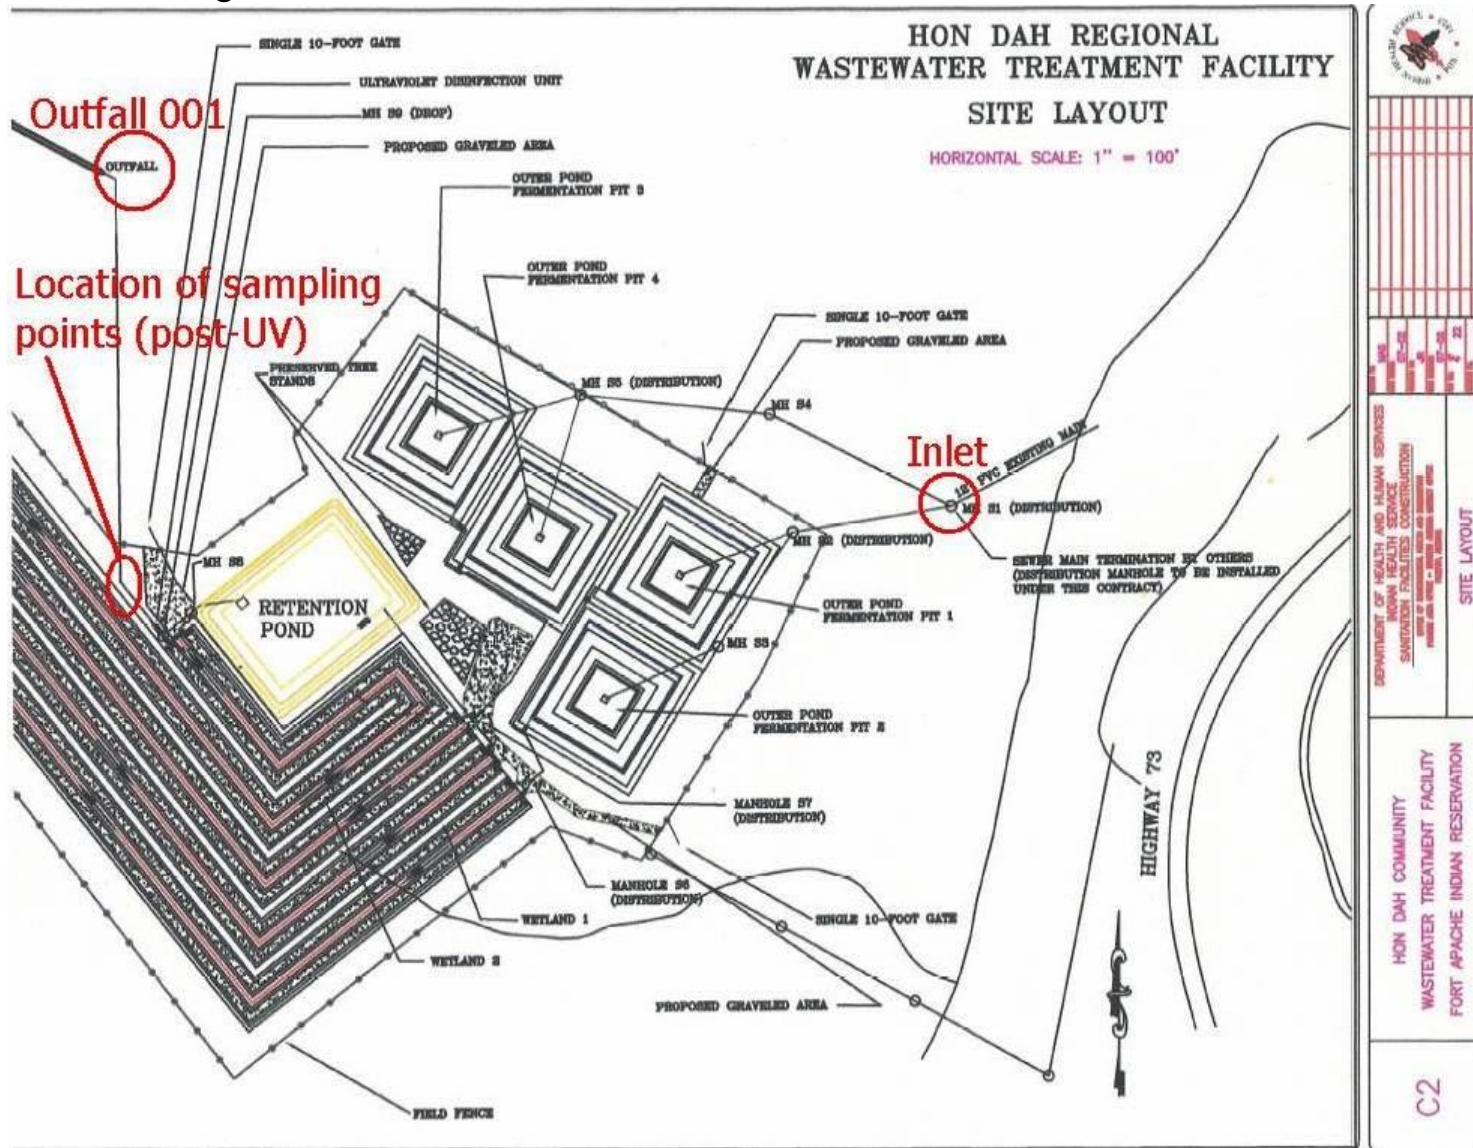 HON DAH REGIONAL
WASTEWATER TREATMENT FACILITY
SITE LAYOUT
HORIZONTAL SCALE: 1" = 100'
SINGLE 10-FOOT GATE
ULTRAVIOLET DISINFECTION UNIT
MH S9 (DROP)
PROPOSED GRAVELED AREA
Outfall 001
OUTFALL
OUTER POND
FERMENTATION PIT 3
OUTER POND
FERMENTATION PIT 4
Location of sampling
points (post-UV)
SINGLE 10-FOOT GATE
PROPOSED GRAVELED AREA
PRESERVED TREE
STANDS
MH S5 (DISTRIBUTION)
MH S4
Inlet
12" PVC EXISTING MAIN
MH S1 (DISTRIBUTION)
MH S2 (DISTRIBUTION)
SEWER MAIN TERMINATION BY OTHERS
(DISTRIBUTION MANHOLE TO BE INSTALLED
UNDER THIS CONTRACT)
MH S8
RETENTION
POND
OUTER POND
FERMENTATION PIT 1
MH S3
OUTER POND
FERMENTATION PIT 2
MANHOLE S7
(DISTRIBUTION)
MANHOLE S6
(DISTRIBUTION)
WETLAND 1
WETLAND 2
SINGLE 10-FOOT GATE
PROPOSED GRAVELED AREA
FIELD FENCE
HIGHWAY 73
DEPARTMENT OF HEALTH AND HUMAN SERVICES
INDIAN HEALTH SERVICE
SANITATION FACILITIES CONSTRUCTION
SITE LAYOUT
HON DAH COMMUNITY
WASTEWATER TREATMENT FACILITY
FORT APACHE INDIAN RESERVATION
C2